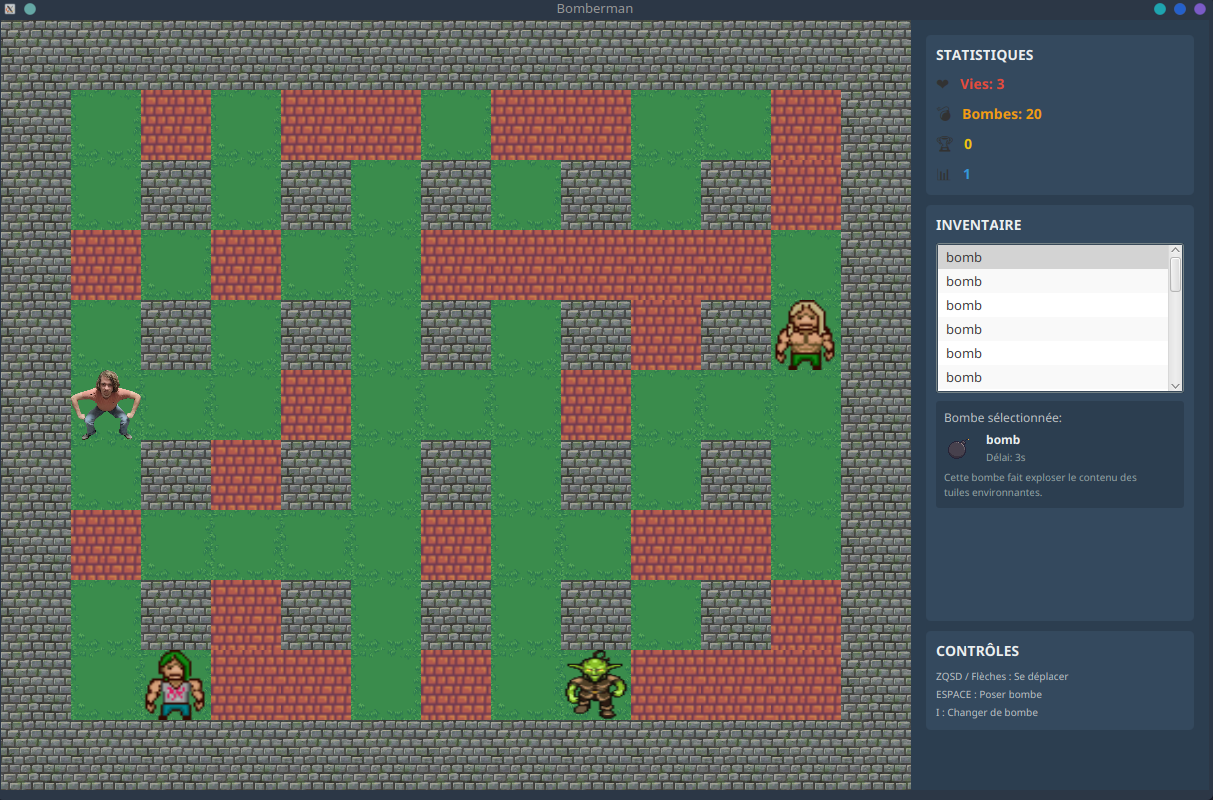 Bomberman
STATISTIQUES
Vies: 3
Bombes: 20
0
1
INVENTAIRE
bomb
bomb
bomb
bomb
bomb
bomb
Bombe sélectionnée:
bomb
Délai: 3s
Cette bombe fait exploser le contenu des
tuiles environnantes.
CONTRÔLES
ZQSD / Flèches : Se déplacer
ESPACE : Poser bombe
I : Changer de bombe